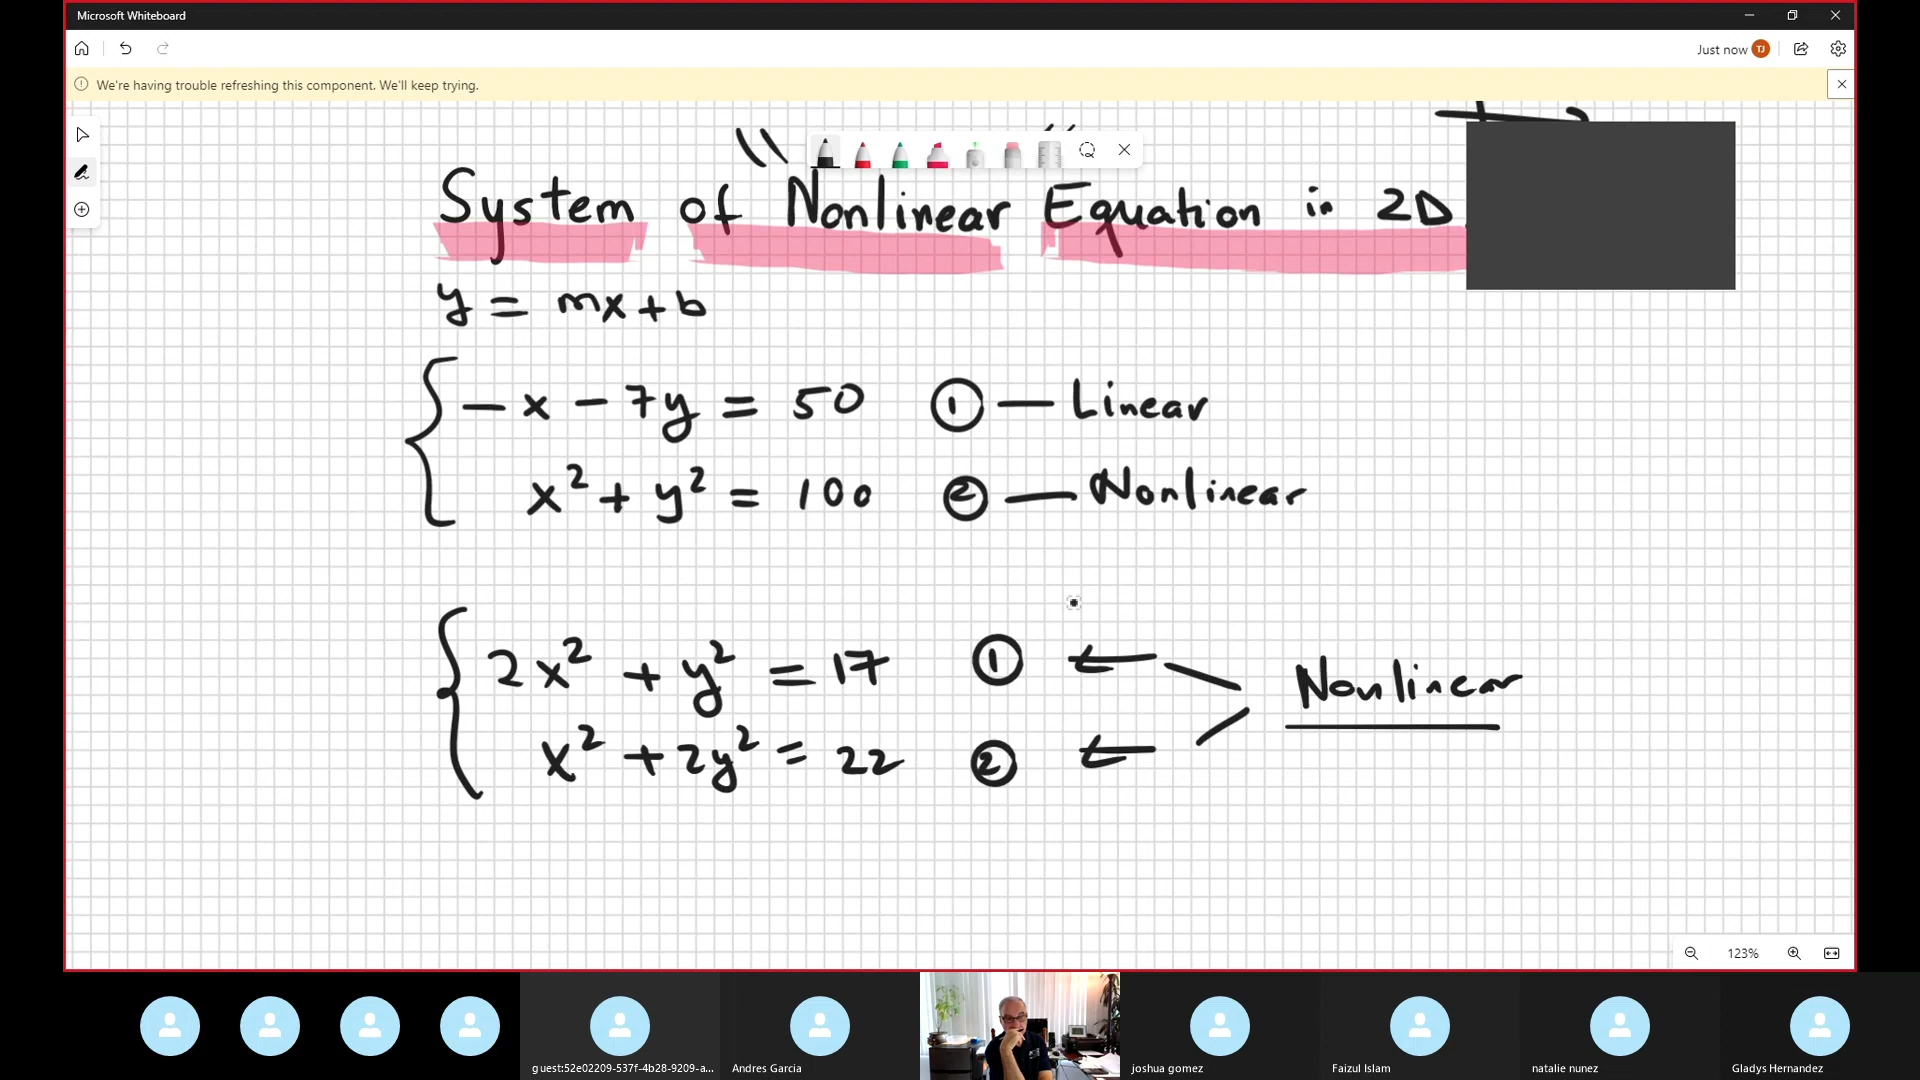 Microsoft Whiteboard
Just now TJ
We're having trouble refreshing this component. We'll keep trying.
System of "Nonlinear" Equation in 2D
y = mx + b
- x - 7y = 50 ① — Linear
x² + y² = 100 ② — Nonlinear
2x² + y² = 17 ①
Nonlinear
x² + 2y² = 22 ②
123%
guest:52e02209-537f-4b28-9209-a...
Andres Garcia
joshua gomez
Faizul Islam
natalie nunez
Gladys Hernandez